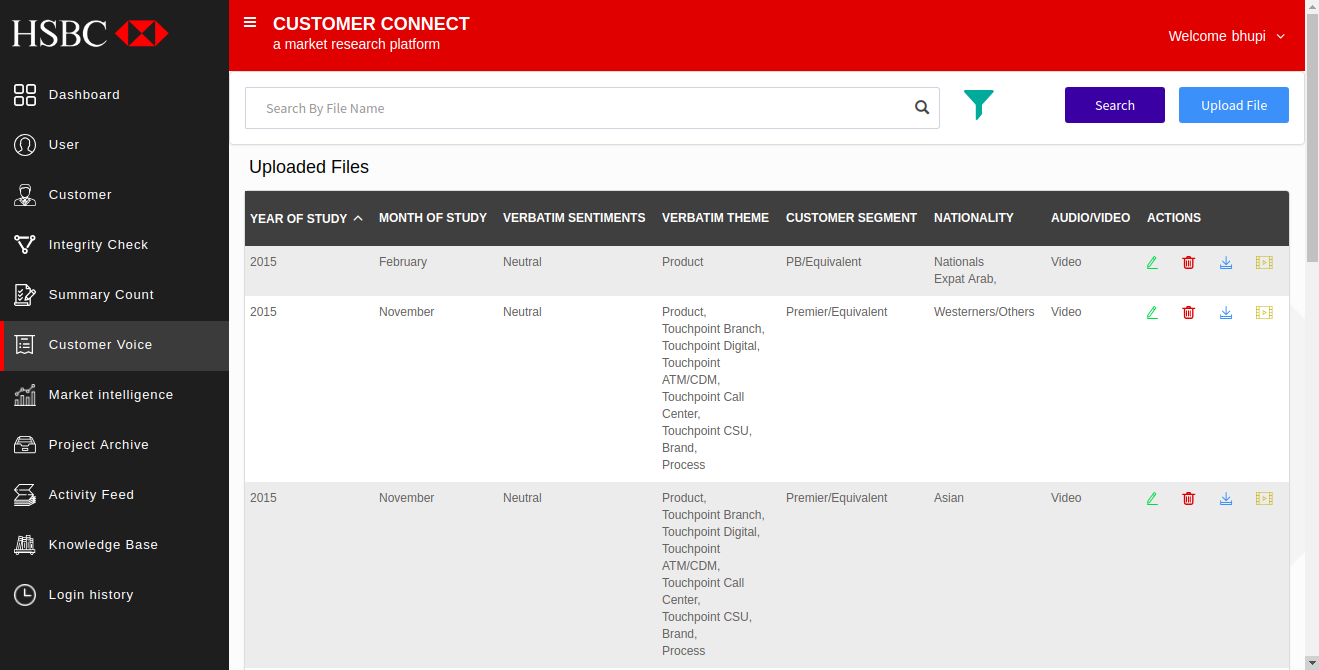 HSBC
CUSTOMER CONNECT
a market research platform
Welcome bhupi
Dashboard
User
Customer
Integrity Check
Summary Count
Customer Voice
Market intelligence
Project Archive
Activity Feed
Knowledge Base
Login history
Search By File Name
Search
Upload File
Uploaded Files
YEAR OF STUDY MONTH OF STUDY VERBATIM SENTIMENTS VERBATIM THEME CUSTOMER SEGMENT NATIONALITY AUDIO/VIDEO ACTIONS
2015 February Neutral Product PB/Equivalent Nationals Video
Expat Arab,
2015 November Neutral Product, Premier/Equivalent Westerners/Others Video
Touchpoint Branch,
Touchpoint Digital,
Touchpoint
ATM/CDM,
Touchpoint Call
Center,
Touchpoint CSU,
Brand,
Process
2015 November Neutral Product, Premier/Equivalent Asian Video
Touchpoint Branch,
Touchpoint Digital,
Touchpoint
ATM/CDM,
Touchpoint Call
Center,
Touchpoint CSU,
Brand,
Process